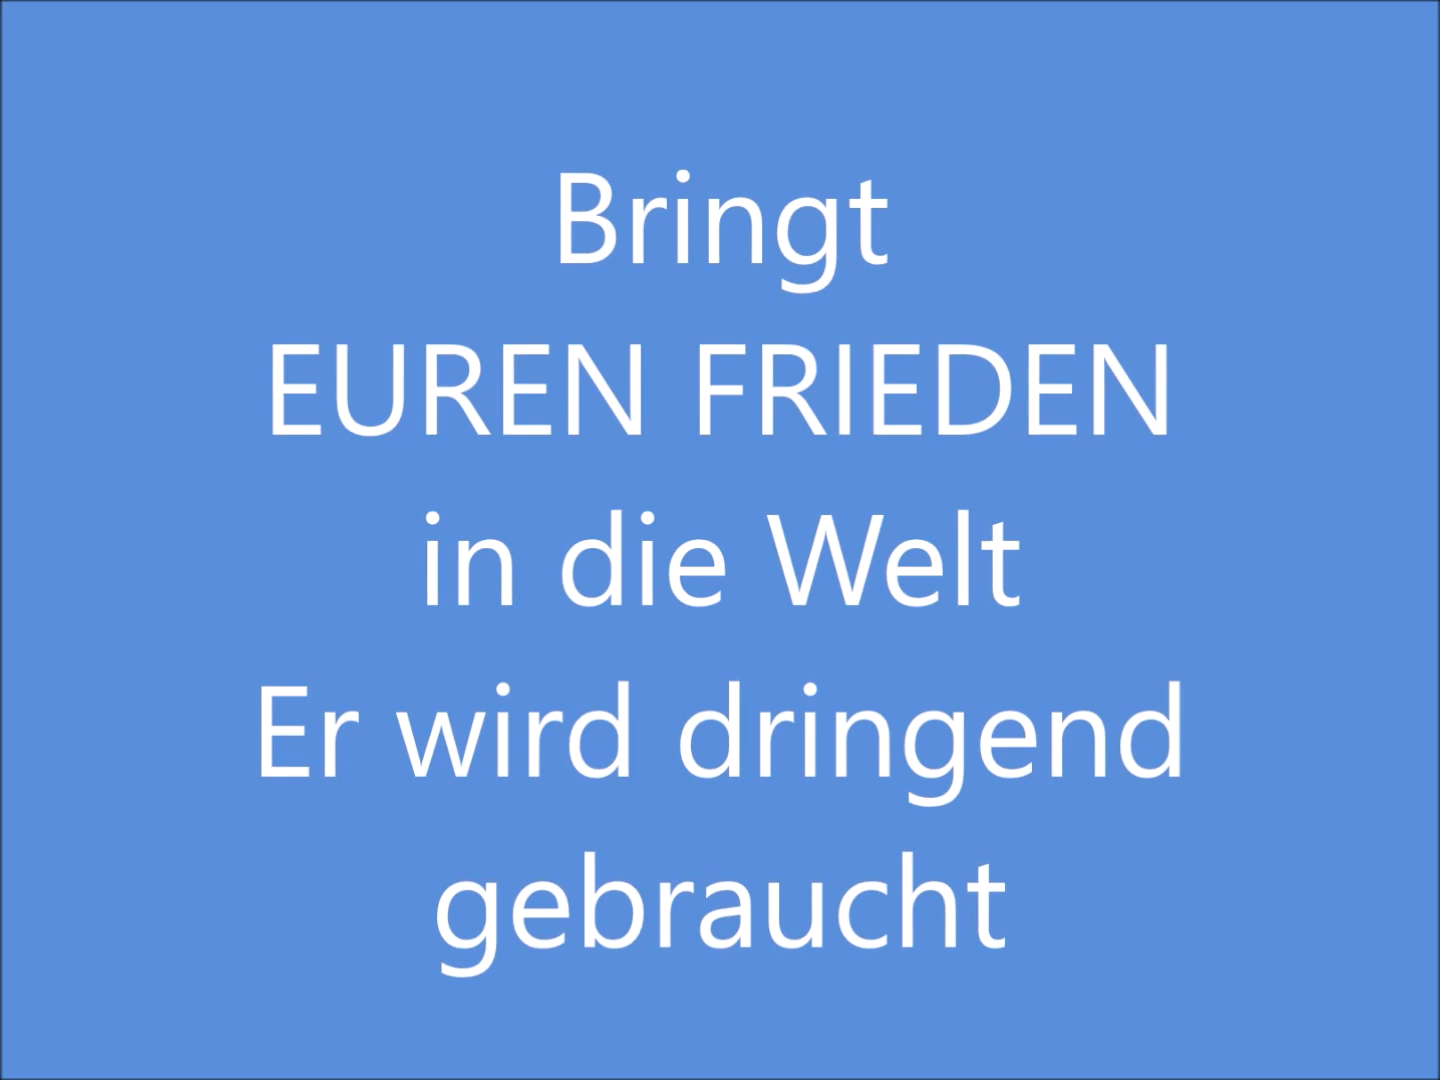 Bringt
EUREN FRIEDEN
in die Welt
Er wird dringend
gebraucht